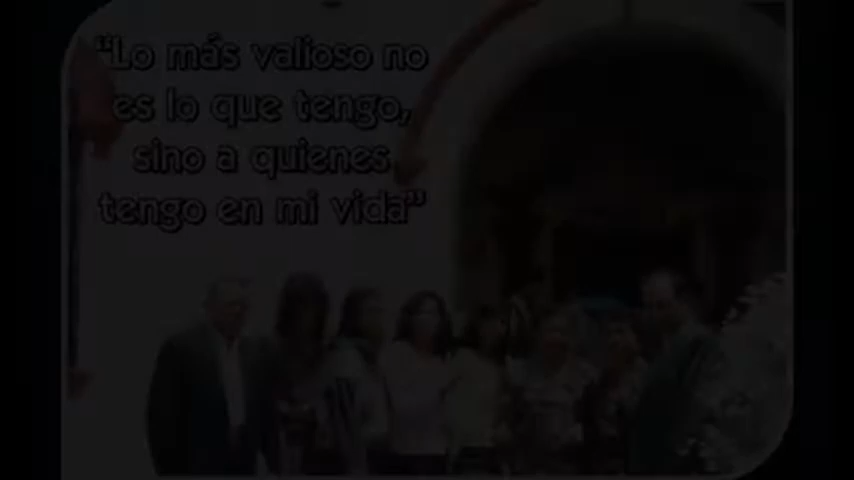 "Lo más valioso no
es lo que tengo,
sino a quienes
tengo en mi vida"